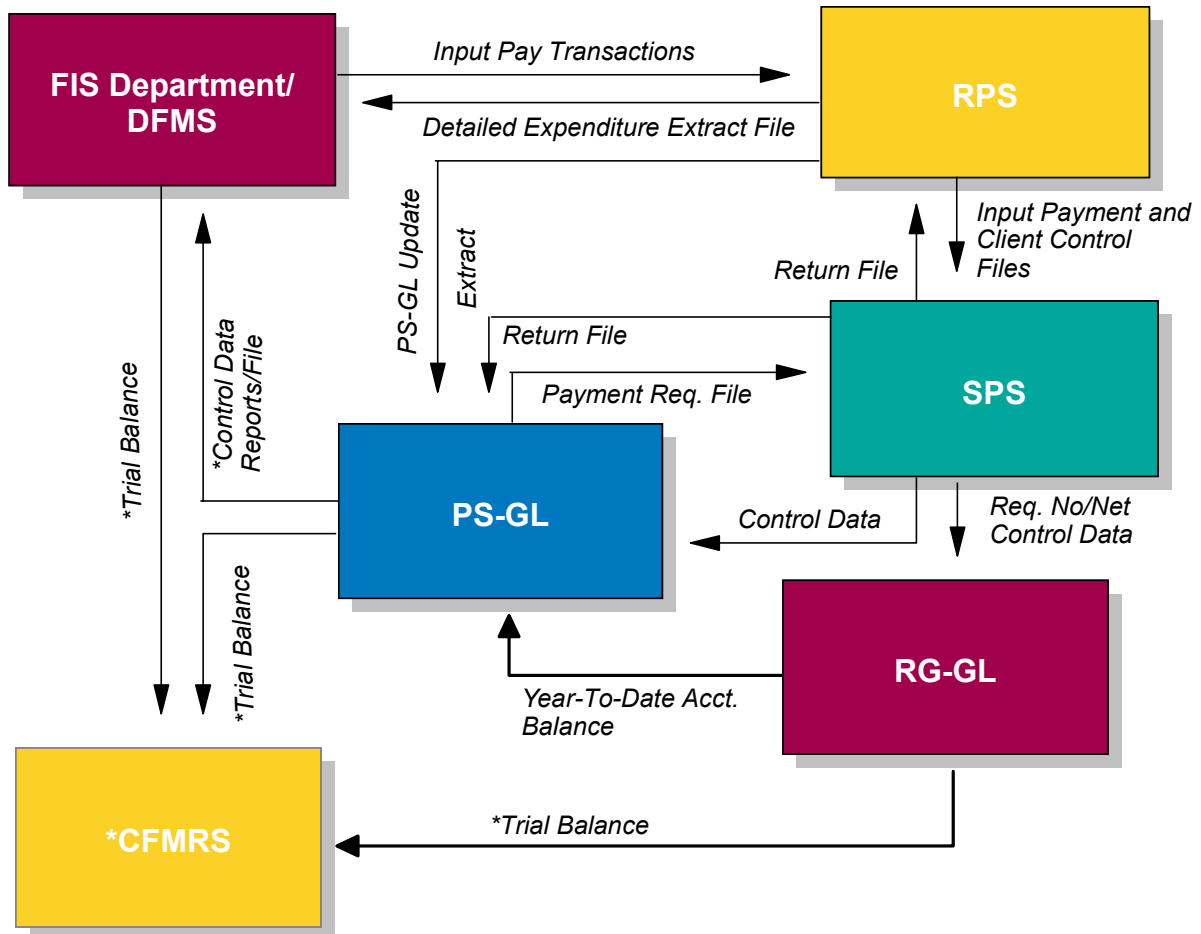 FIS Department/
DFMS
Input Pay Transactions
RPS
Detailed Expenditure Extract File
PS-GL Update
Extract
Input Payment and
Client Control
Files
Return File
Return File
Payment Req. File
SPS
*Trial Balance
*Control Data
Reports/File
PS-GL
Control Data
Req. No/Net
Control Data
*Trial Balance
Year-To-Date Acct.
Balance
RG-GL
*CFMRS
*Trial Balance